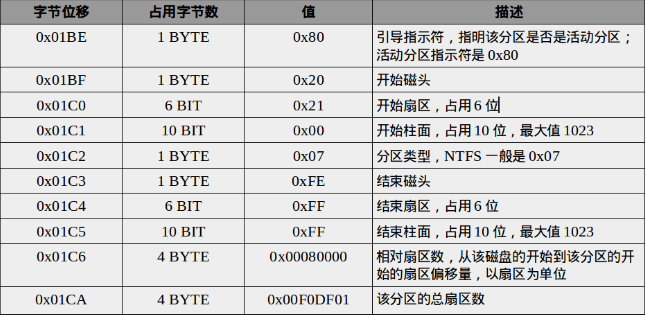 字节位移 占用字节数 值 描述
0x01BE 1 BYTE 0x80 引导指示符，指明该分区是否是活动分区；
活动分区指示符是 0x80
0x01BF 1 BYTE 0x20 开始磁头
0x01C0 6 BIT 0x21 开始扇区，占用 6 位
0x01C1 10 BIT 0x00 开始柱面，占用 10 位，最大值 1023
0x01C2 1 BYTE 0x07 分区类型，NTFS 一般是 0x07
0x01C3 1 BYTE 0xFE 结束磁头
0x01C4 6 BIT 0xFF 结束扇区，占用 6 位
0x01C5 10 BIT 0xFF 结束柱面，占用 10 位，最大值 1023
0x01C6 4 BYTE 0x00080000 相对扇区数，从该磁盘的开始到该分区的开
始的扇区偏移量，以扇区为单位
0x01CA 4 BYTE 0x00F0DF01 该分区的总扇区数